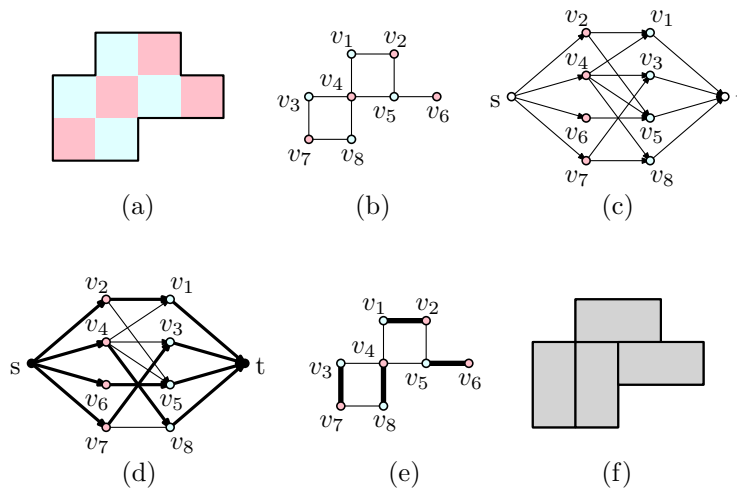 v2 v1
v1 v2
v4 v3
s
v3 v4 v5 v6
v6 v5
v7 v8
v7 v8
(a) (b) (c)
v2 v1
v1 v2
v4 v3
s t
v3 v4 v5 v6
v6 v5
v7 v8
v7 v8
(d) (e) (f)